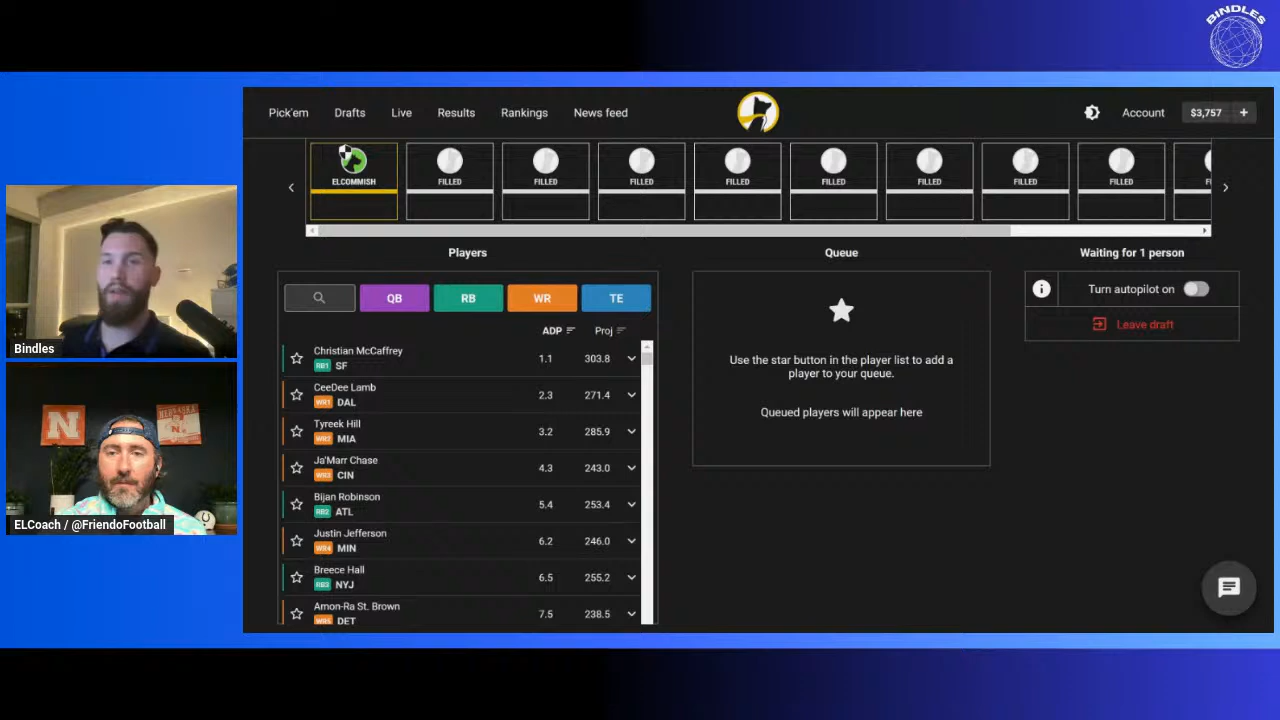 BINDLES
Pick'em Drafts Live Results Rankings News feed Account $3,757 +
ELCOMMISH FILLED FILLED FILLED FILLED FILLED FILLED FILLED FILLED
Players
Queue
Waiting for 1 person
QB RB WR TE
ADP Proj
Christian McCaffrey
RB1 SF
1.1 303.8
CeeDee Lamb
WR1 DAL
2.3 271.4
Tyreek Hill
WR2 MIA
3.2 285.9
Ja'Marr Chase
WR3 CIN
4.3 243.0
Bijan Robinson
RB2 ATL
5.4 253.4
Justin Jefferson
WR4 MIN
6.2 246.0
Breece Hall
RB3 NYJ
6.5 255.2
Amon-Ra St. Brown
WR5 DET
7.5 238.5
Use the star button in the player list to add a
player to your queue.
Queued players will appear here
Turn autopilot on
Leave draft
Bindles
N
NEBRASKA
ELCoach / @FriendoFootball